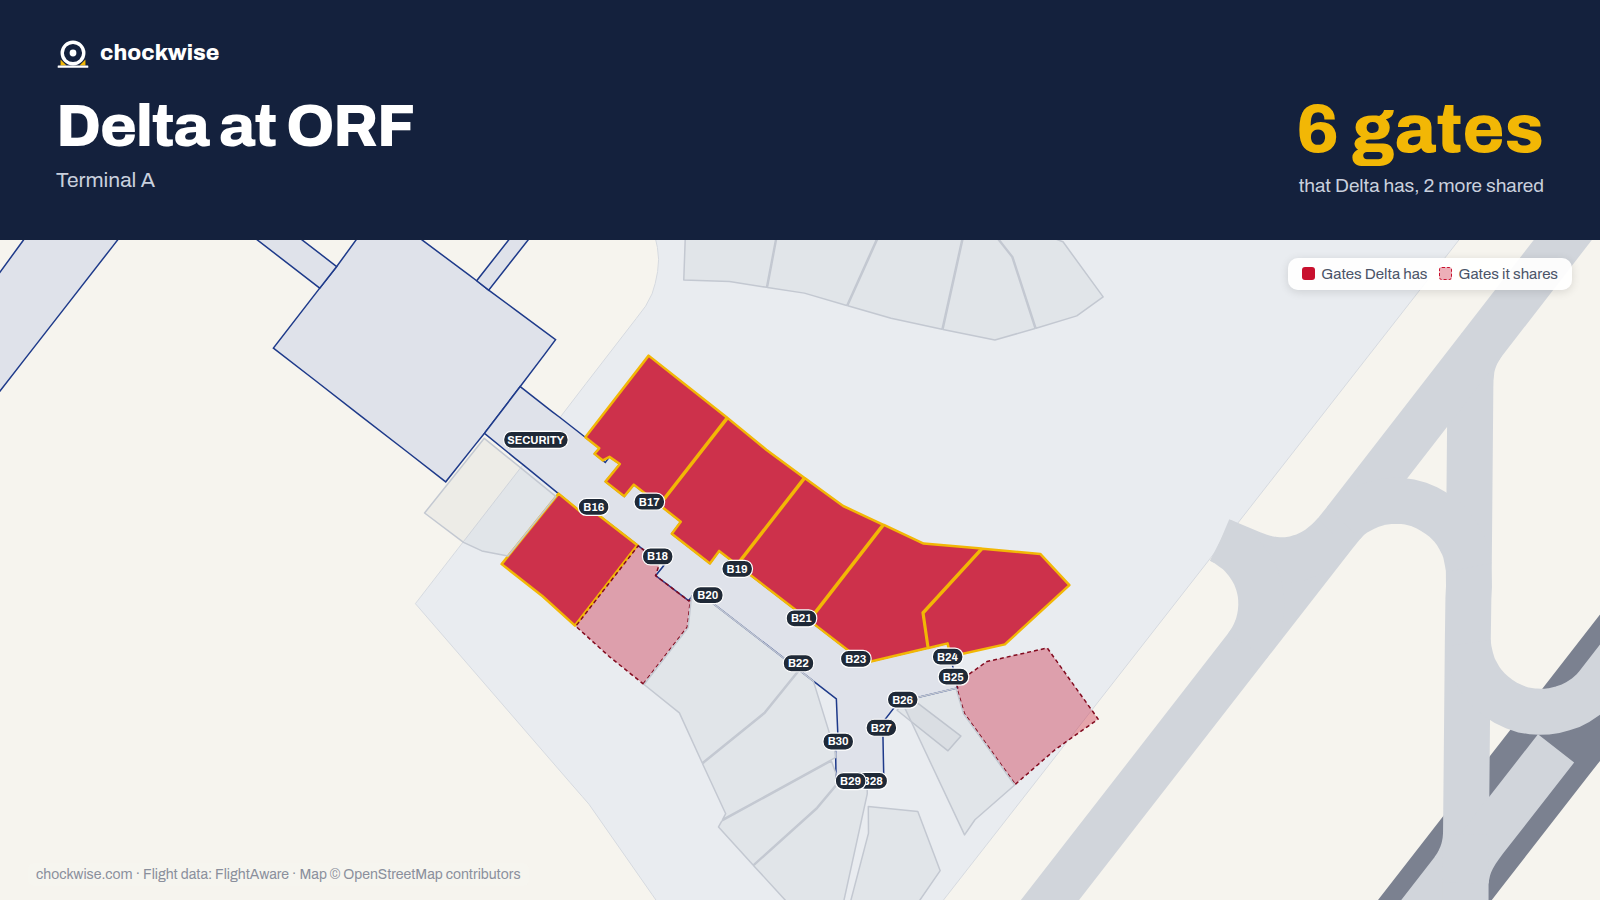 chockwise
Delta at ORF
Terminal A
6 gates
that Delta has, 2 more shared
Gates Delta has
Gates it shares
SECURITY
B16
B17
B18
B19
B20
B21
B22
B23
B24
B25
B26
B27
B30
B29
B28
chockwise.com · Flight data: FlightAware · Map © OpenStreetMap contributors